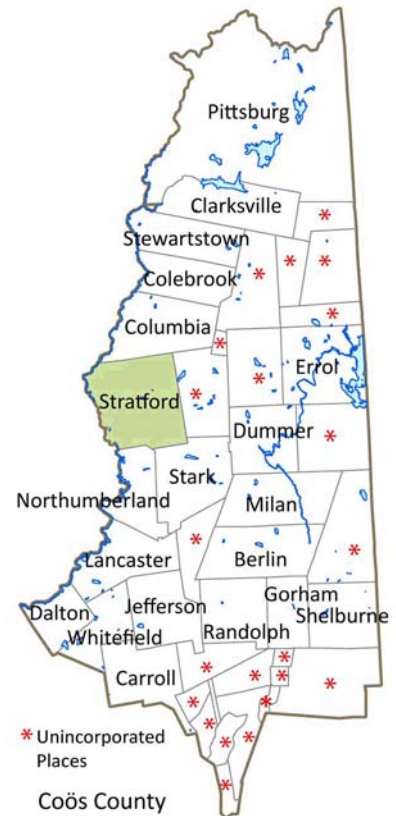 Pittsburg
Clarksville
Stewartstown
Colebrook
Columbia
Errol
Stratford
Dummer
Stark
Northumberland
Milan
Lancaster
Berlin
Gorham
Dalton
Jefferson
Shelburne
Whitefield
Randolph
Carroll
* Unincorporated
Places
Coös County